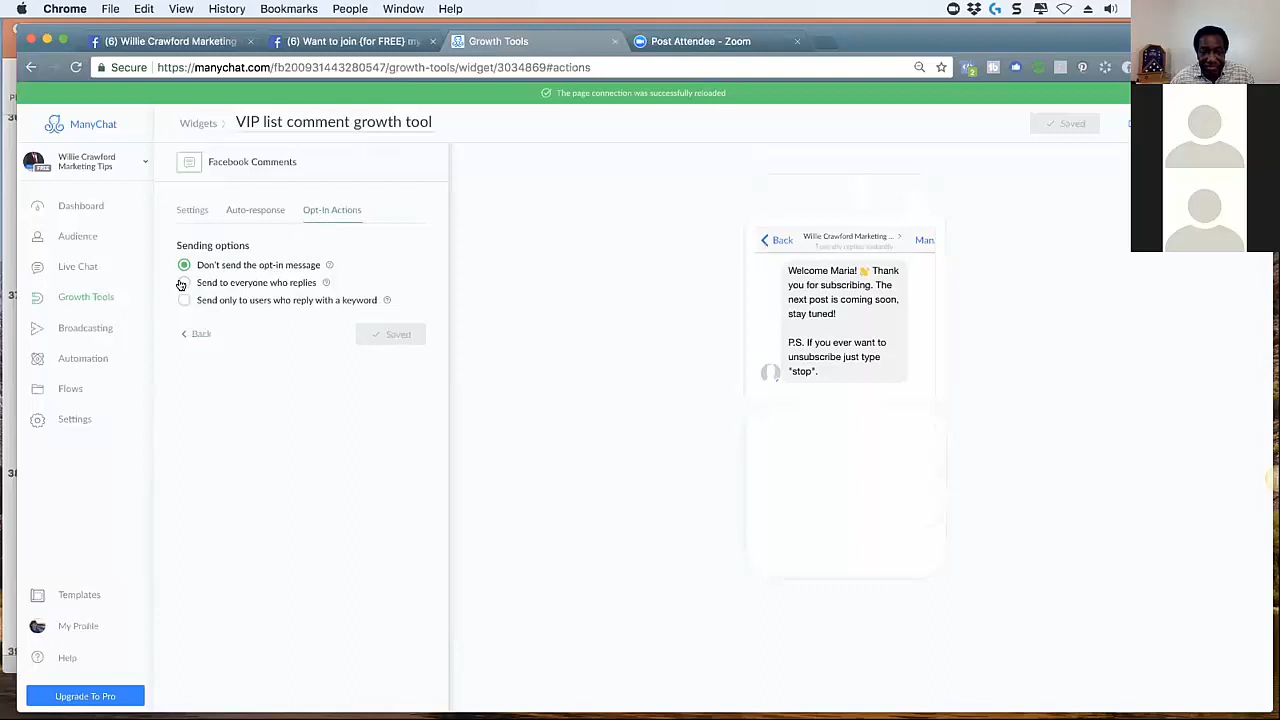 Chrome File Edit View History Bookmarks People Window Help
(6) Willie Crawford Marketing
(6) Want to join {for FREE} my
Growth Tools
Post Attendee - Zoom
Secure https://manychat.com/fb200931443280547/growth-tools/widget/3034869#actions
2
The page connection was successfully reloaded
ManyChat
Widgets
VIP list comment growth tool
Saved
Willie Crawford
Marketing Tips
Facebook Comments
Dashboard
Audience
Live Chat
Growth Tools
Broadcasting
Automation
Flows
Settings
Templates
My Profile
Help
Upgrade To Pro
Settings Auto-response Opt-In Actions
Sending options
Don't send the opt-in message
Send to everyone who replies
Send only to users who reply with a keyword
Back
Saved
Back
Willie Crawford Marketing ...
Typically replies instantly
Man
Welcome Maria! 👋 Thank
you for subscribing. The
next post is coming soon,
stay tuned!
P.S. If you ever want to
unsubscribe just type
"stop".